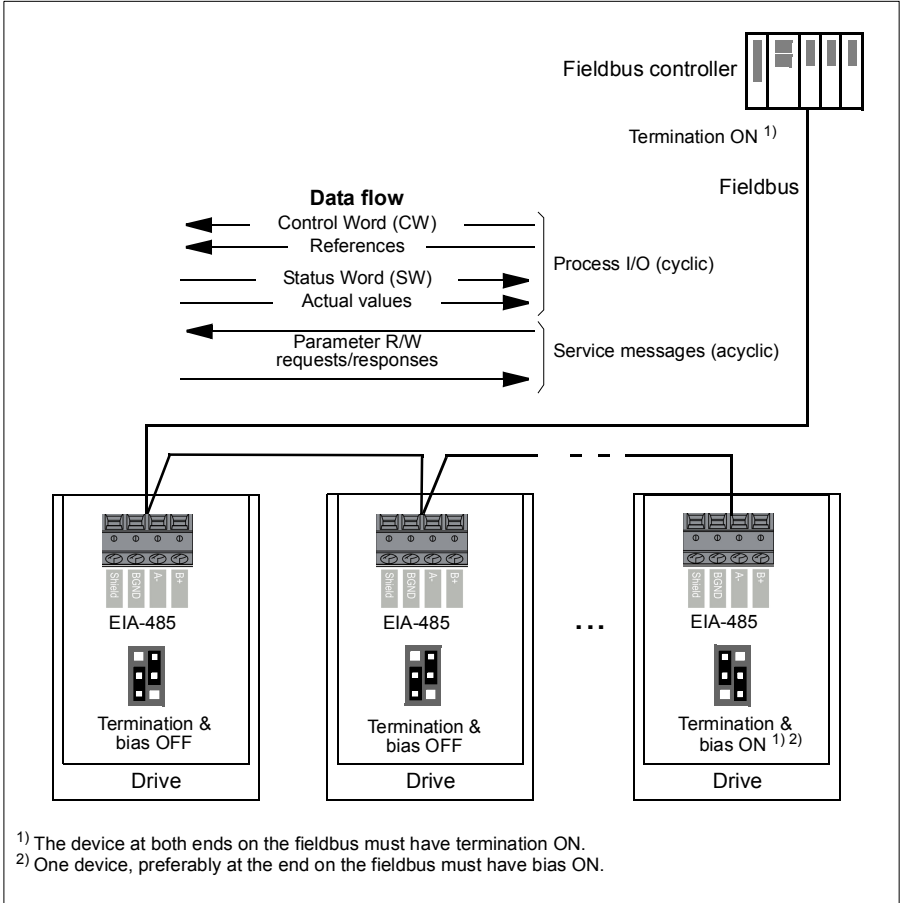 Fieldbus controller
Termination ON 1)
Fieldbus
Data flow
Control Word (CW)
References
Status Word (SW)
Actual values
Process I/O (cyclic)
Parameter R/W
requests/responses
Service messages (acyclic)
Shield
BGND
A-
B+
EIA-485
Termination &
bias OFF
Drive
Shield
BGND
A-
B+
EIA-485
Termination &
bias OFF
Drive
...
Shield
BGND
A-
B+
EIA-485
Termination &
bias ON 1) 2)
Drive
1) The device at both ends on the fieldbus must have termination ON.
2) One device, preferably at the end on the fieldbus must have bias ON.